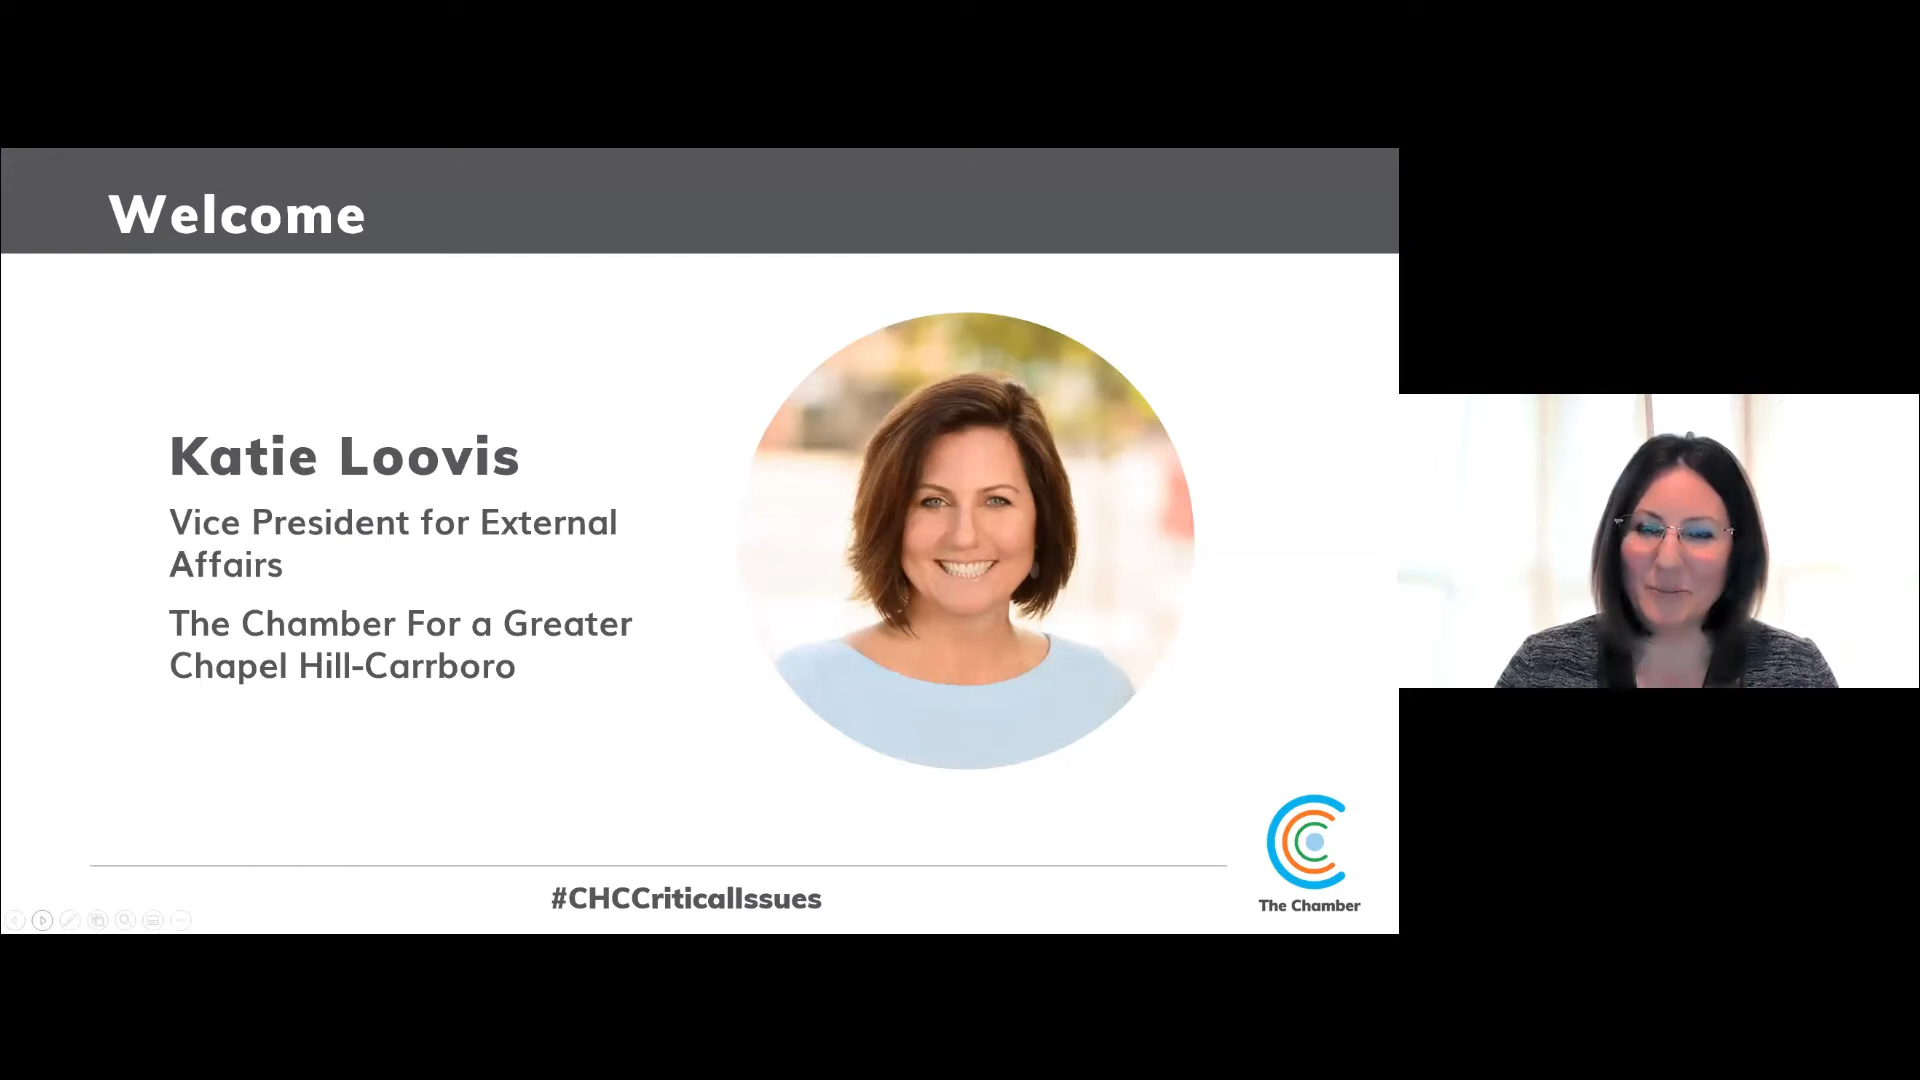 Welcome
Katie Loovis
Vice President for External
Affairs
The Chamber For a Greater
Chapel Hill-Carrboro
#CHCCriticalIssues
The Chamber